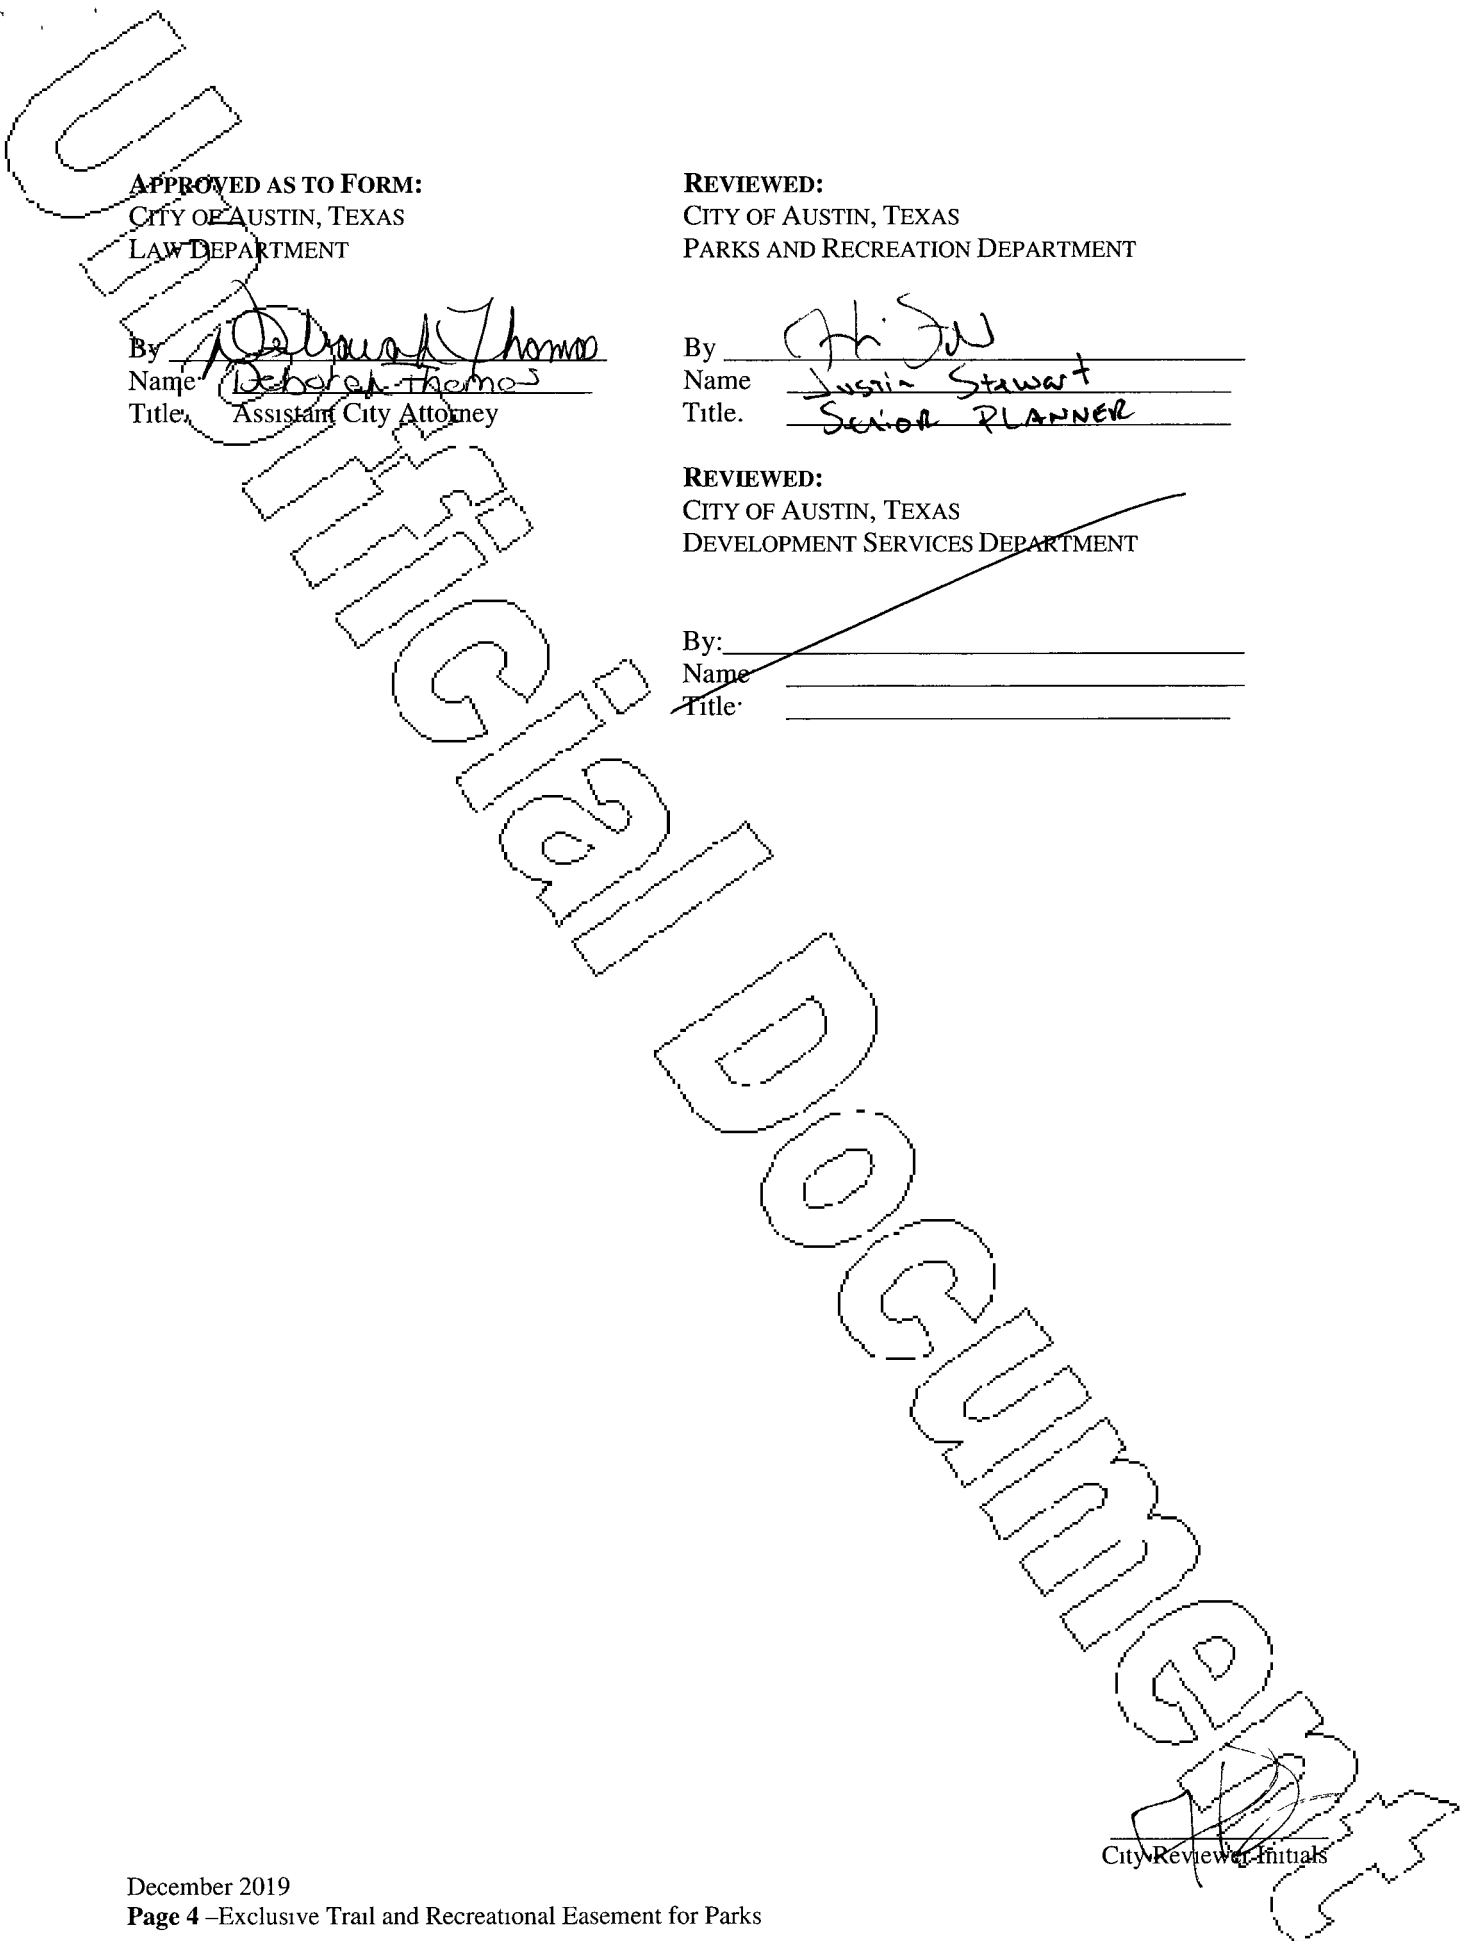 APPROVED AS TO FORM:
CITY OF AUSTIN, TEXAS
LAW DEPARTMENT
By Deborah Thomas
Name Deborah Thomas
Title Assistant City Attorney
REVIEWED:
CITY OF AUSTIN, TEXAS
PARKS AND RECREATION DEPARTMENT
By
Name Justin Stewart
Title. SENIOR PLANNER
REVIEWED:
CITY OF AUSTIN, TEXAS
DEVELOPMENT SERVICES DEPARTMENT
By:
Name
Title
Unofficial Document
City Reviewer Initials
December 2019
Page 4 –Exclusive Trail and Recreational Easement for Parks